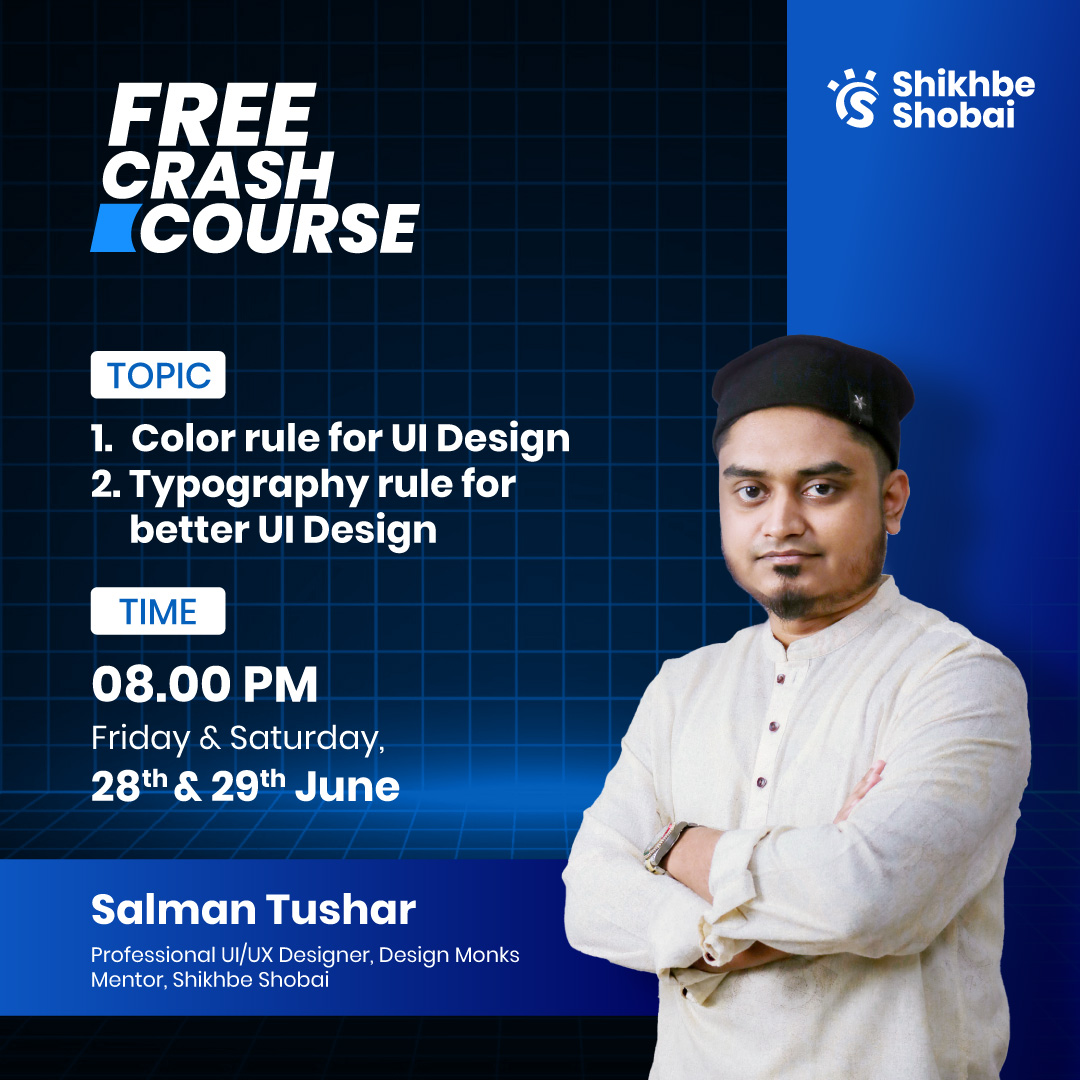 FREE
CRASH
COURSE
Shikhbe
Shobai
TOPIC
1. Color rule for UI Design
2. Typography rule for
better UI Design
TIME
08.00 PM
Friday & Saturday,
28th & 29th June
Salman Tushar
Professional UI/UX Designer, Design Monks
Mentor, Shikhbe Shobai